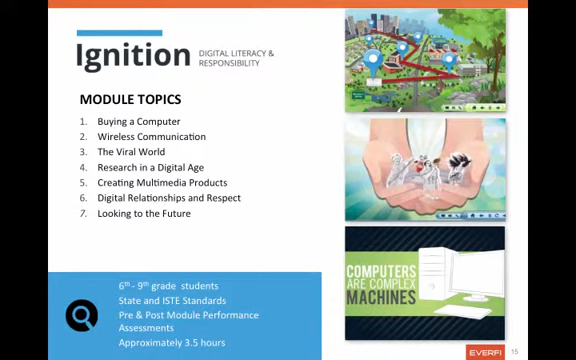 Ignition
DIGITAL LITERACY &
RESPONSIBILITY
MODULE TOPICS
1. Buying a Computer
2. Wireless Communication
3. The Viral World
4. Research in a Digital Age
5. Creating Multimedia Products
6. Digital Relationships and Respect
7. Looking to the Future
6th - 9th grade students
State and ISTE Standards
Pre & Post Module Performance
Assessments
Approximately 3.5 hours
COMPUTERS
ARE COMPLEX
MACHINES
EVERFI
15